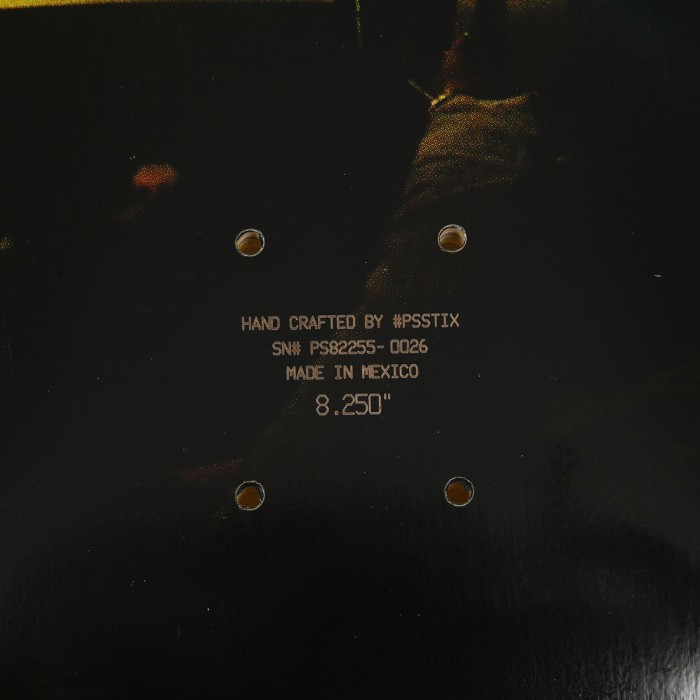 HAND CRAFTED BY #PSSTIX
SN# PS82255-0026
MADE IN MEXICO
8.250"